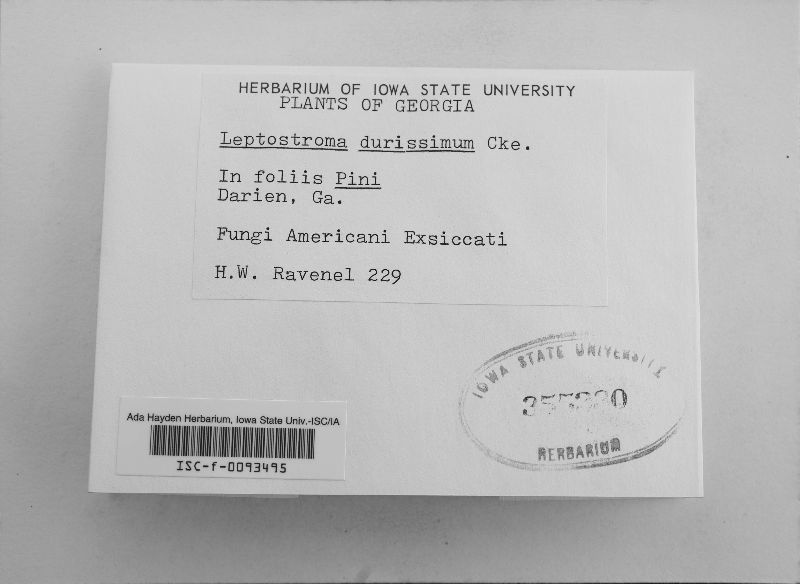 HERBARIUM OF IOWA STATE UNIVERSITY
PLANTS OF GEORGIA
Leptostroma durissimum Cke.
In foliis Pini
Darien, Ga.
Fungi Americani Exsiccati
H.W. Ravenel 229
IOWA STATE UNIVERSITY
HERBARIUM
Ada Hayden Herbarium, Iowa State Univ.-ISC/IA
ISC-f-0093495